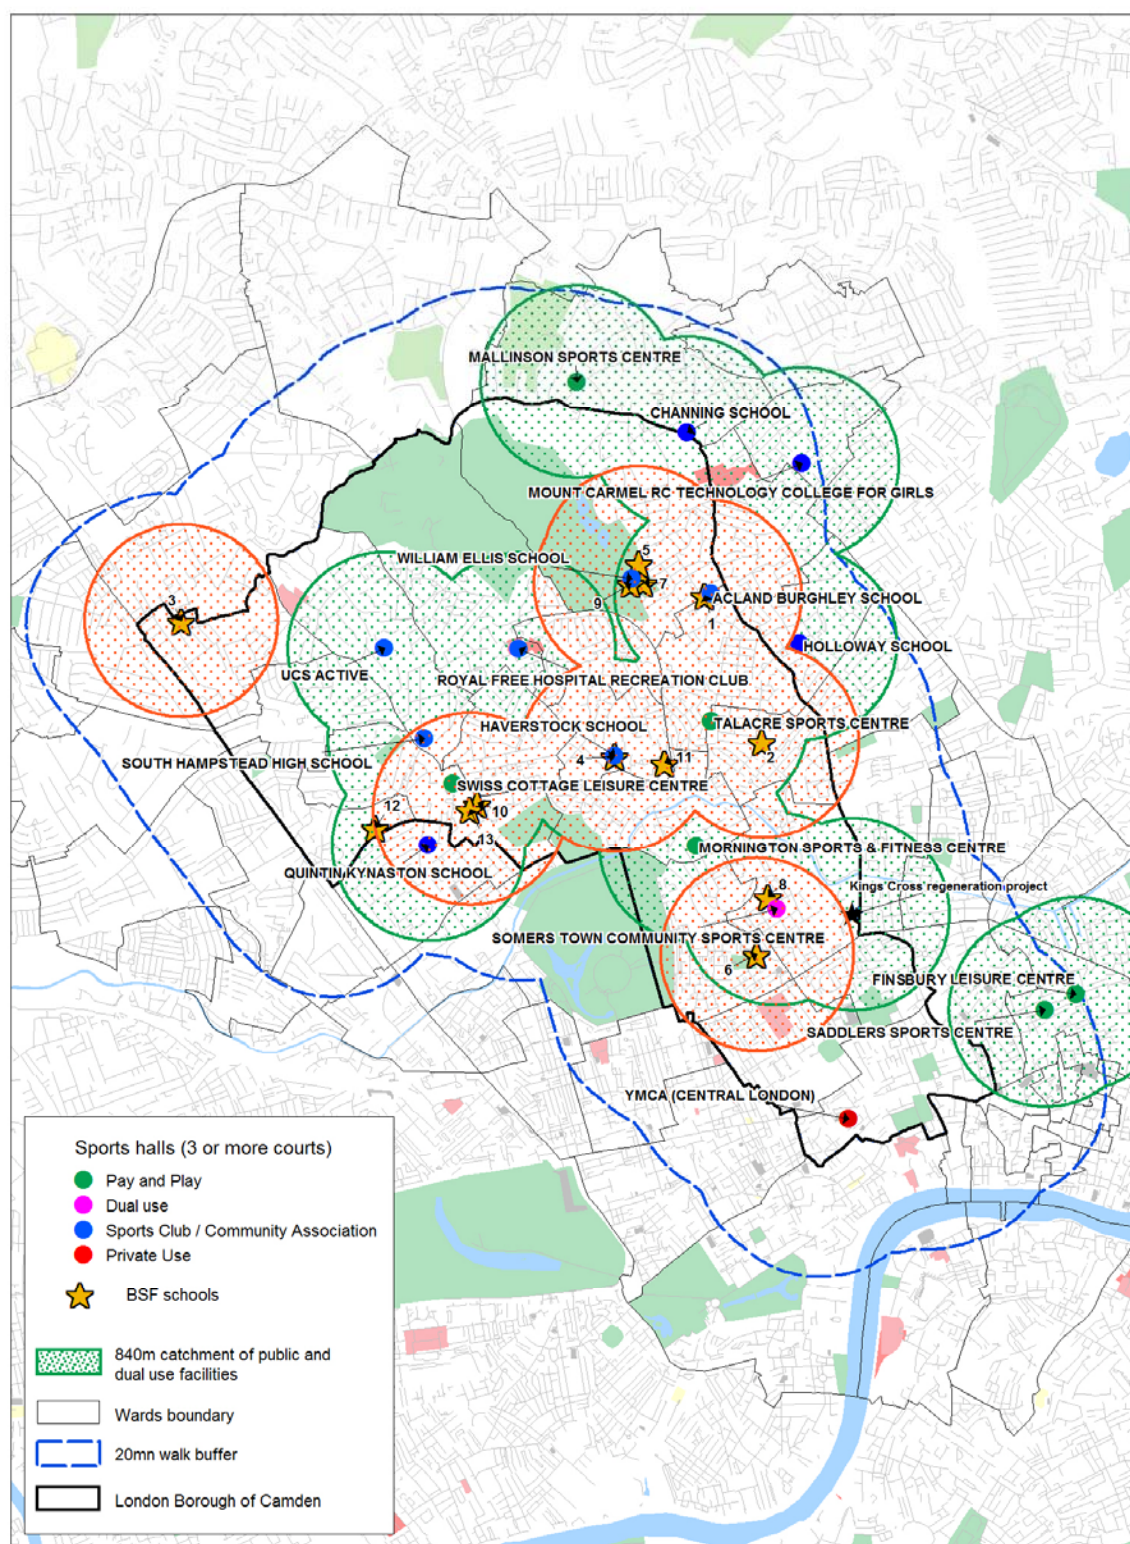 MALLINSON SPORTS CENTRE
CHANNING SCHOOL
MOUNT CARMEL RC TECHNOLOGY COLLEGE FOR GIRLS
5
WILLIAM ELLIS SCHOOL
7
3
9
ACLAND BURGHLEY SCHOOL
1
HOLLOWAY SCHOOL
UCS ACTIVE
ROYAL FREE HOSPITAL RECREATION CLUB
HAVERSTOCK SCHOOL
TALACRE SPORTS CENTRE
SOUTH HAMPSTEAD HIGH SCHOOL
4
11
2
SWISS COTTAGE LEISURE CENTRE
12
10
13
MORNINGTON SPORTS & FITNESS CENTRE
QUINTIN KYNASTON SCHOOL
8
Kings Cross regeneration project
SOMERS TOWN COMMUNITY SPORTS CENTRE
6
FINSBURY LEISURE CENTRE
SADDLERS SPORTS CENTRE
YMCA (CENTRAL LONDON)
Sports halls (3 or more courts)
Pay and Play
Dual use
Sports Club / Community Association
Private Use
BSF schools
840m catchment of public and
dual use facilities
Wards boundary
20mn walk buffer
London Borough of Camden